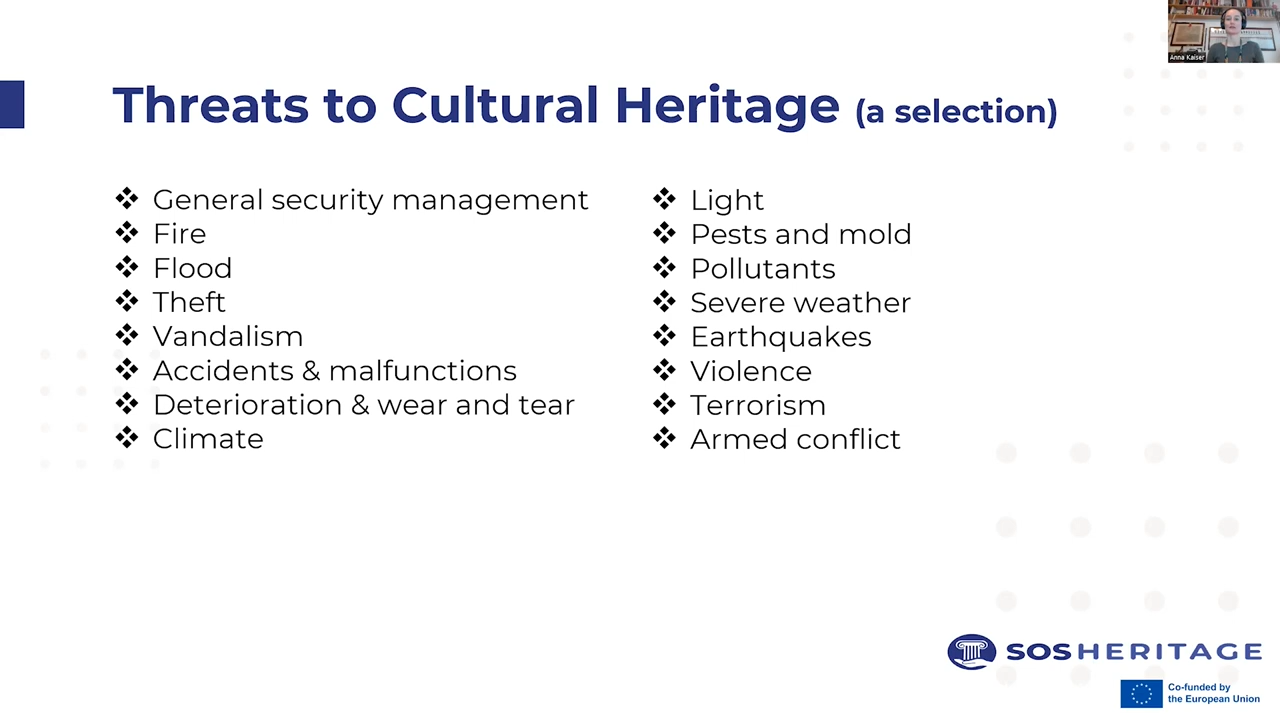 Anna Kaiser
Threats to Cultural Heritage (a selection)
General security management
Fire
Flood
Theft
Vandalism
Accidents & malfunctions
Deterioration & wear and tear
Climate
Light
Pests and mold
Pollutants
Severe weather
Earthquakes
Violence
Terrorism
Armed conflict
SOSHERITAGE
Co-funded by
the European Union